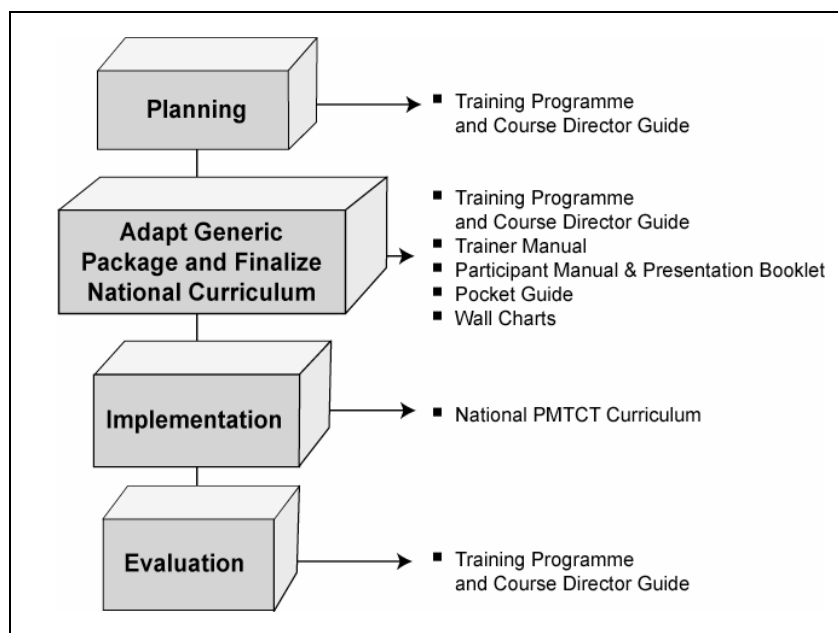 Planning
■ Training Programme
and Course Director Guide
Adapt Generic
Package and Finalize
National Curriculum
■ Training Programme
and Course Director Guide
■ Trainer Manual
■ Participant Manual & Presentation Booklet
■ Pocket Guide
■ Wall Charts
Implementation
■ National PMTCT Curriculum
Evaluation
■ Training Programme
and Course Director Guide